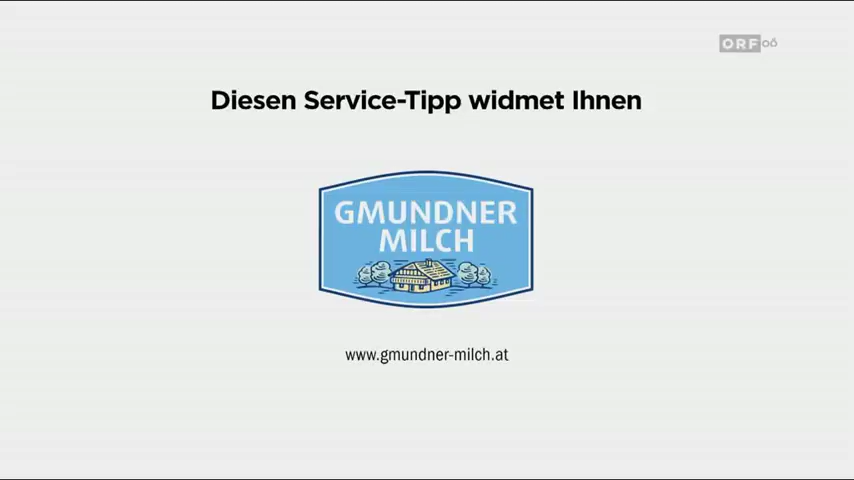 ORF oö
Diesen Service-Tipp widmet Ihnen
GMUNDNER
MILCH
www.gmundner-milch.at